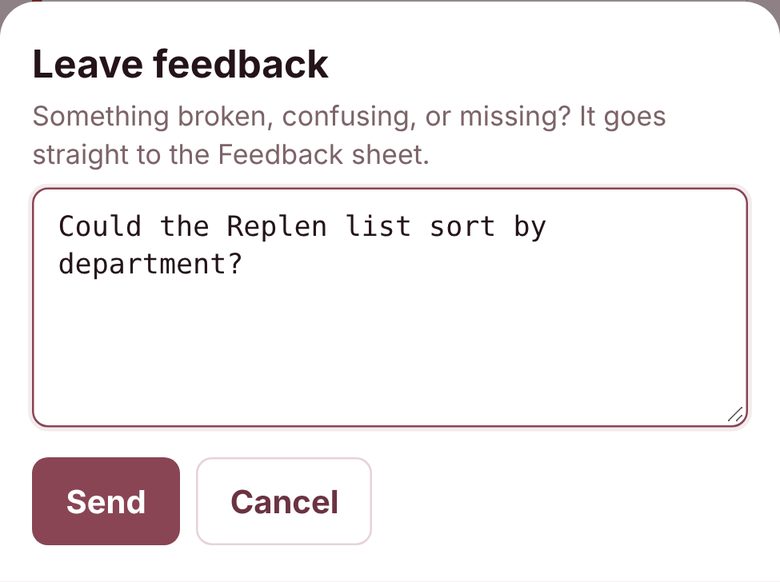 Leave feedback
Something broken, confusing, or missing? It goes
straight to the Feedback sheet.
Could the Replen list sort by
department?
Send
Cancel